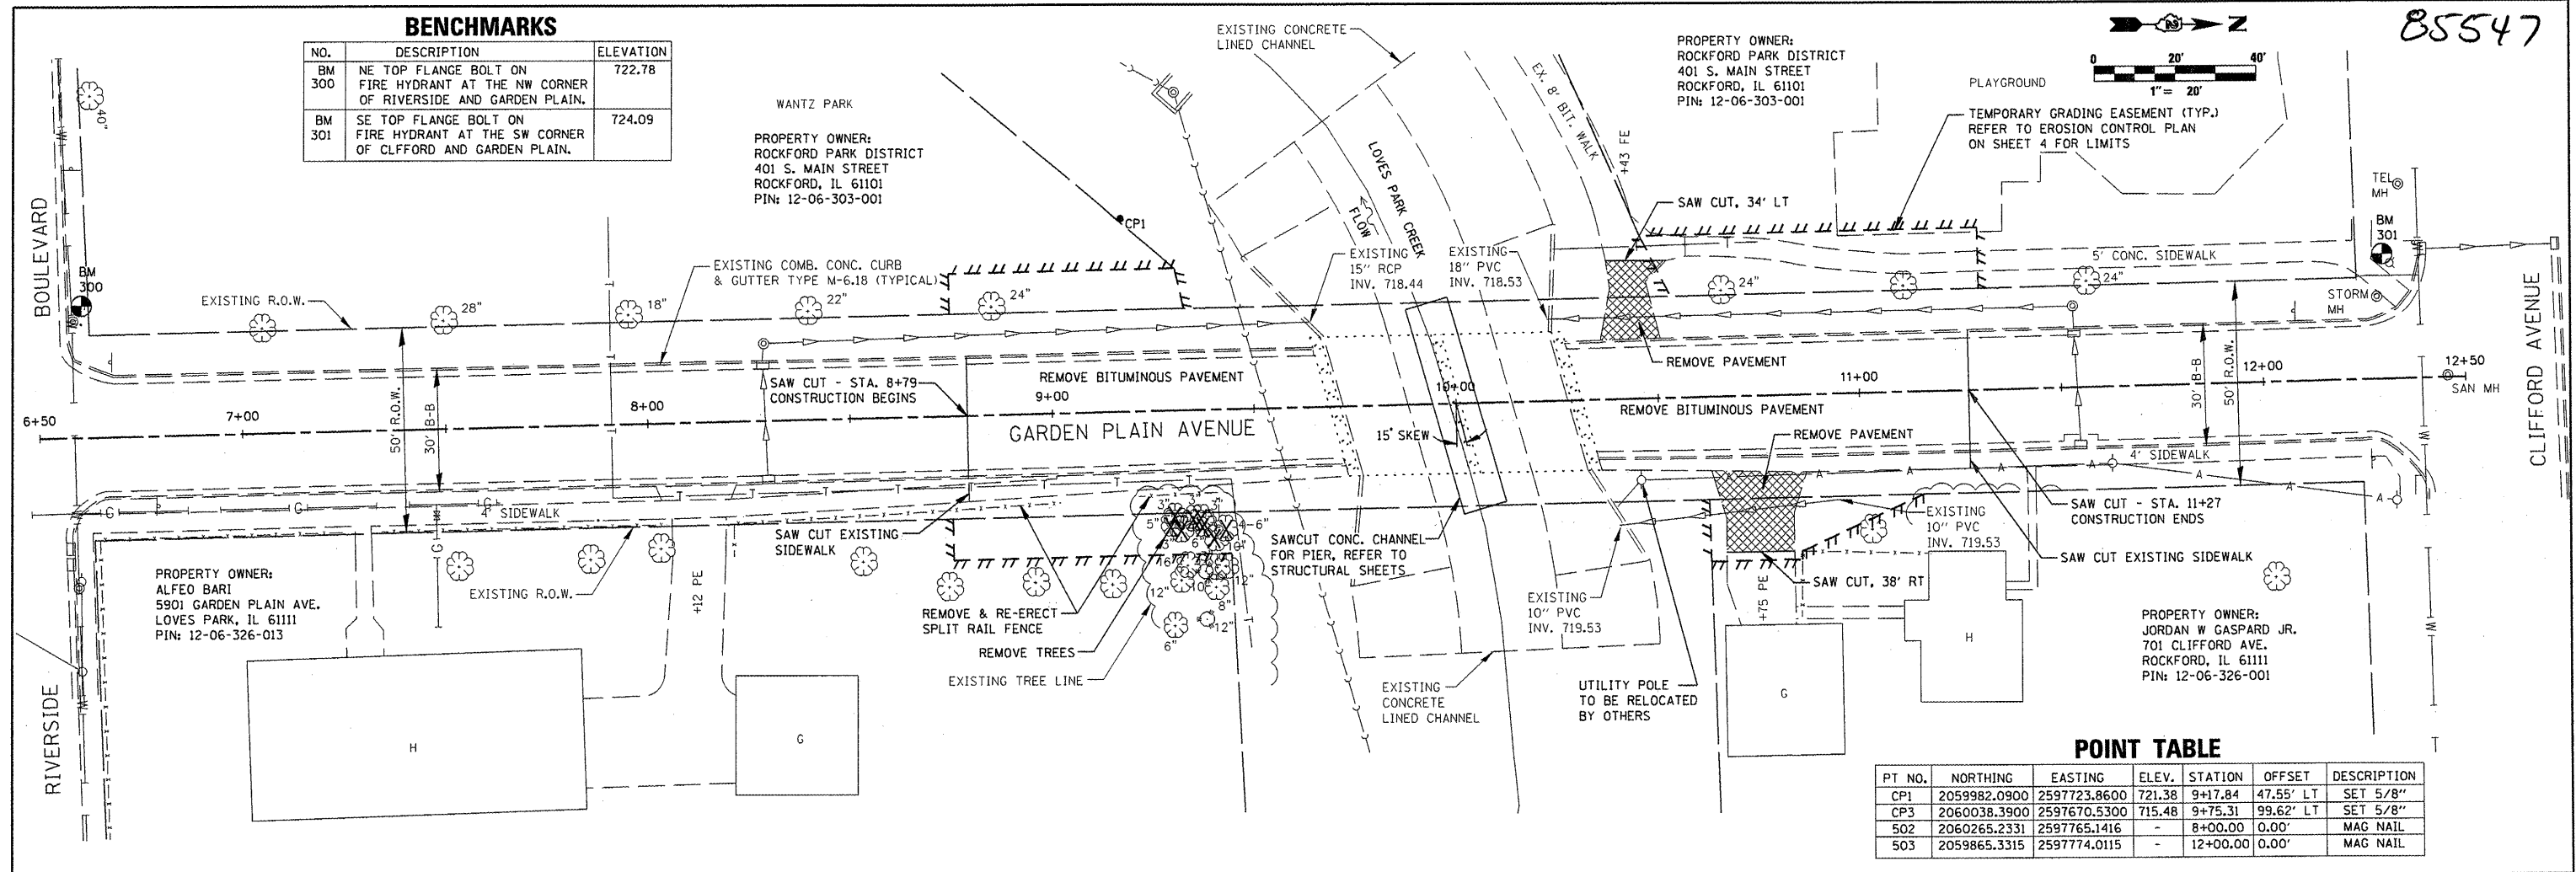 BENCHMARKS
NO. DESCRIPTION ELEVATION
BM 300 NE TOP FLANGE BOLT ON 722.78
FIRE HYDRANT AT THE NW CORNER
OF RIVERSIDE AND GARDEN PLAIN.
BM 301 SE TOP FLANGE BOLT ON 724.09
FIRE HYDRANT AT THE SW CORNER
OF CLFFORD AND GARDEN PLAIN.
85547
N
20' 40'
0
1"= 20'
EXISTING CONCRETE
LINED CHANNEL
PROPERTY OWNER:
ROCKFORD PARK DISTRICT
401 S. MAIN STREET
ROCKFORD, IL 61101
PIN: 12-06-303-001
PLAYGROUND
TEMPORARY GRADING EASEMENT (TYP.)
REFER TO EROSION CONTROL PLAN
ON SHEET 4 FOR LIMITS
WANTZ PARK
PROPERTY OWNER:
ROCKFORD PARK DISTRICT
401 S. MAIN STREET
ROCKFORD, IL 61101
PIN: 12-06-303-001
40"
EX. 8' BIT. WALK
+43 FE
LOVES PARK CREEK
FLOW
SAW CUT, 34' LT
TEL
MH
BM
301
CP1
BOULEVARD
BM
300
EXISTING R.O.W.
28"
18"
22"
24"
EXISTING COMB. CONC. CURB
& GUTTER TYPE M-6.18 (TYPICAL)
EXISTING
15" RCP
INV. 718.44
EXISTING
18" PVC
INV. 718.53
24"
24"
5' CONC. SIDEWALK
STORM
MH
REMOVE PAVEMENT
50' R.O.W.
30' B-B
SAW CUT - STA. 8+79
CONSTRUCTION BEGINS
REMOVE BITUMINOUS PAVEMENT
6+50
7+00
8+00
9+00
10+00
11+00
12+00
12+50
SAN MH
30' B-B
50' R.O.W.
CLIFFORD AVENUE
REMOVE BITUMINOUS PAVEMENT
GARDEN PLAIN AVENUE
15° SKEW
REMOVE PAVEMENT
4' SIDEWALK
4' SIDEWALK
SAW CUT EXISTING
SIDEWALK
SAWCUT CONC. CHANNEL
FOR PIER, REFER TO
STRUCTURAL SHEETS
EXISTING
10" PVC
INV. 719.53
SAW CUT - STA. 11+27
CONSTRUCTION ENDS
SAW CUT EXISTING SIDEWALK
SAW CUT, 38' RT
PROPERTY OWNER:
ALFEO BARI
5901 GARDEN PLAIN AVE.
LOVES PARK, IL 61111
PIN: 12-06-326-013
EXISTING R.O.W.
+12 PE
REMOVE & RE-ERECT
SPLIT RAIL FENCE
REMOVE TREES
EXISTING TREE LINE
5"
4-6"
12"
10
12"
8"
12"
6"
EXISTING
10" PVC
INV. 719.53
+75 PE
H
PROPERTY OWNER:
JORDAN W GASPARD JR.
701 CLIFFORD AVE.
ROCKFORD, IL 61111
PIN: 12-06-326-001
EXISTING
CONCRETE
LINED CHANNEL
UTILITY POLE
TO BE RELOCATED
BY OTHERS
RIVERSIDE
H
G
G
POINT TABLE
PT NO. NORTHING EASTING ELEV. STATION OFFSET DESCRIPTION
CP1 2059982.0900 2597723.8600 721.38 9+17.84 47.55' LT SET 5/8"
CP3 2060038.3900 2597670.5300 715.48 9+75.31 99.62' LT SET 5/8"
502 2060265.2331 2597765.1416 - 8+00.00 0.00' MAG NAIL
503 2059865.3315 2597774.0115 - 12+00.00 0.00' MAG NAIL